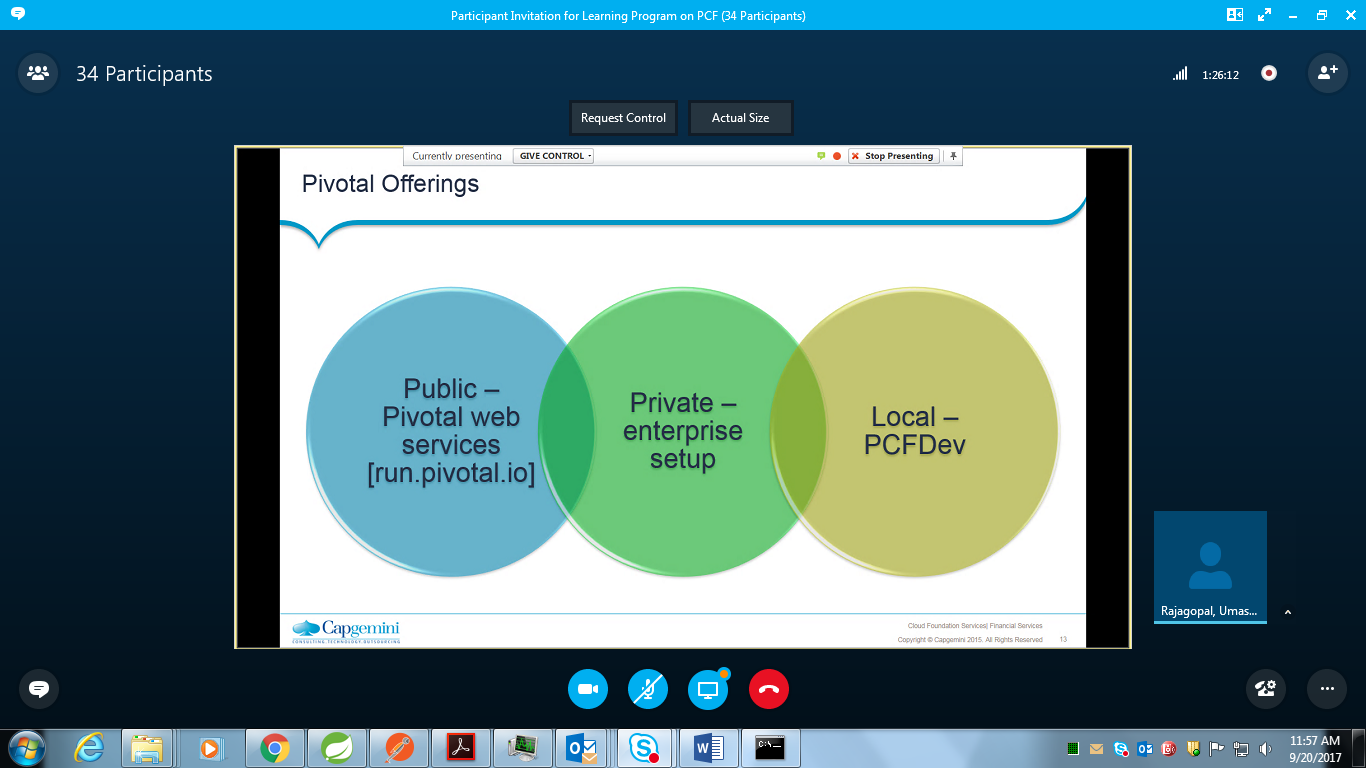 Participant Invitation for Learning Program on PCF (34 Participants)
34 Participants
1:26:12
Request Control
Actual Size
Currently presenting
GIVE CONTROL
Stop Presenting
Pivotal Offerings
Public –
Pivotal web
services
[run.pivotal.io]
Private –
enterprise
setup
Local –
PCFDev
Rajagopal, Umas...
Capgemini
CONSULTING.TECHNOLOGY.OUTSOURCING
Cloud Foundation Services| Financial Services
Copyright © Capgemini 2015. All Rights Reserved
13
C:\
11:57 AM
9/20/2017